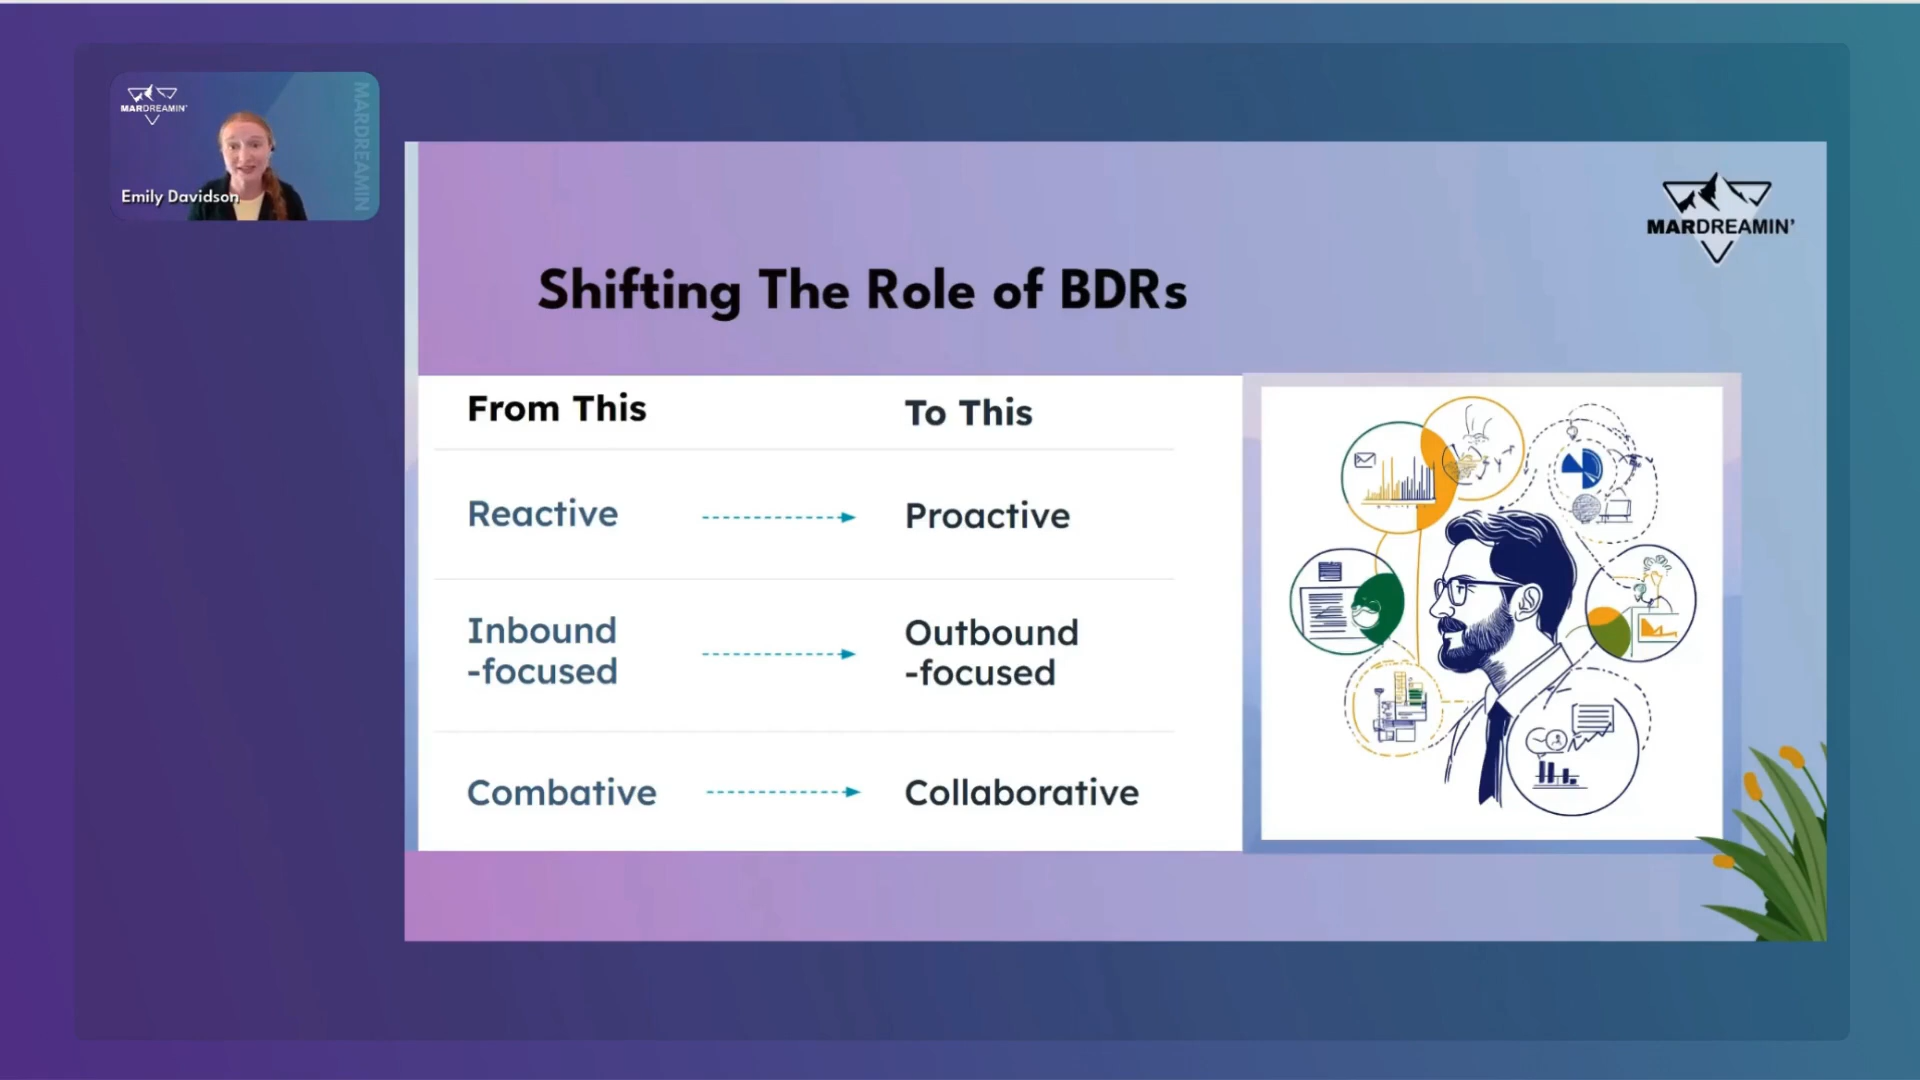 MARDREAMIN'
MARDREAMIN
Emily Davidson
MARDREAMIN'
Shifting The Role of BDRs
From This
To This
Reactive
Proactive
Inbound
-focused
Outbound
-focused
Combative
Collaborative